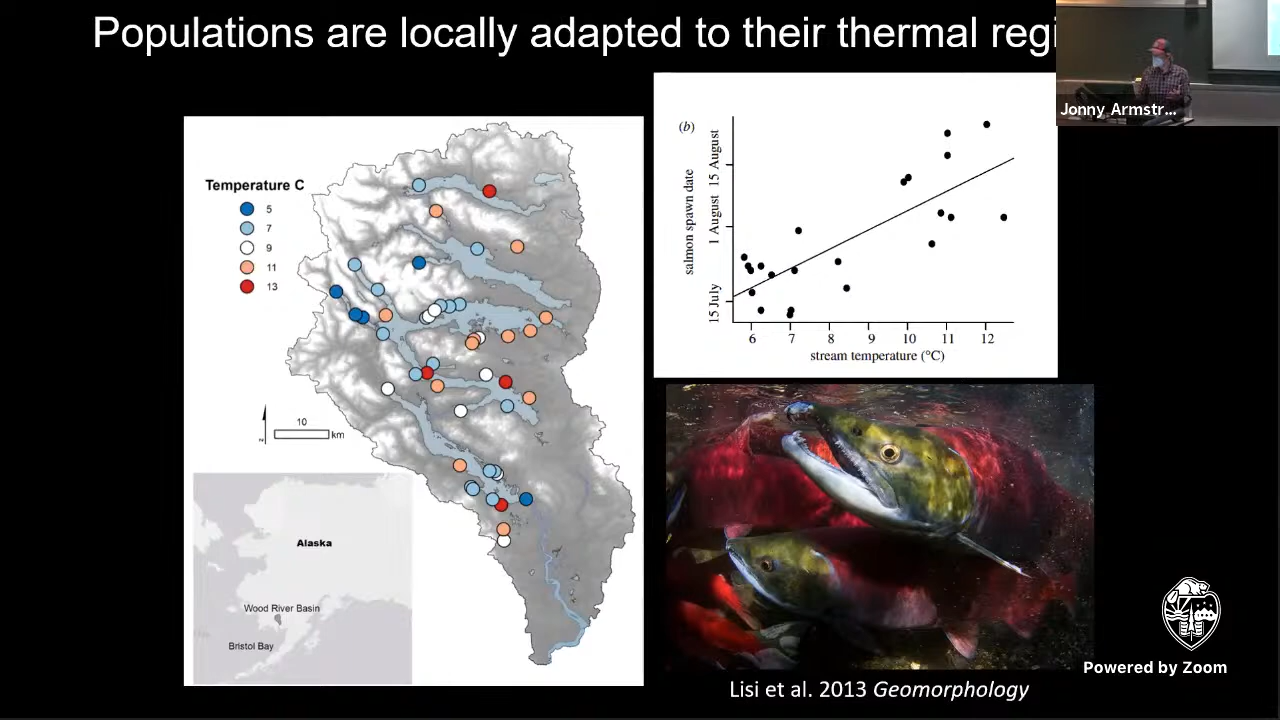 Populations are locally adapted to their thermal regi
Jonny_Armstr...
Temperature C
5
7
9
11
13
10
km
z
Alaska
Wood River Basin
Bristol Bay
(b)
salmon spawn date
15 July
1 August
15 August
6 7 8 9 10 11 12
stream temperature (°C)
Powered by Zoom
Lisi et al. 2013 Geomorphology